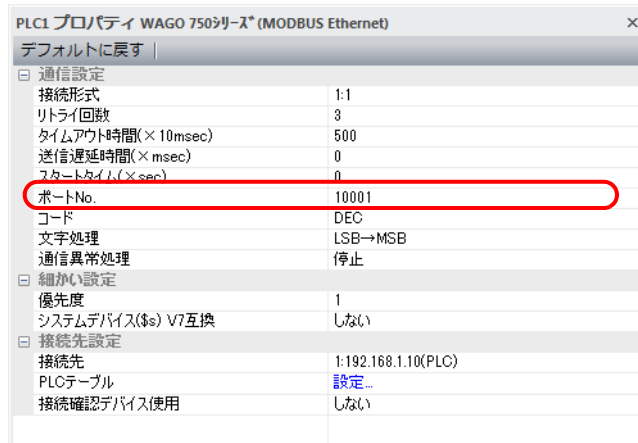 PLC1 プロパティ WAGO 750ｼﾘｰｽﾞ(MODBUS Ethernet) ×
デフォルトに戻す
通信設定
接続形式 1:1
リトライ回数 3
タイムアウト時間(×10msec) 500
送信遅延時間(×msec) 0
スタートタイム(×sec) 0
ポートNo. 10001
コード DEC
文字処理 LSB→MSB
通信異常処理 停止
細かい設定
優先度 1
システムデバイス($s) V7互換 しない
接続先設定
接続先 1:192.168.1.10(PLC)
PLCテーブル 設定...
接続確認デバイス使用 しない